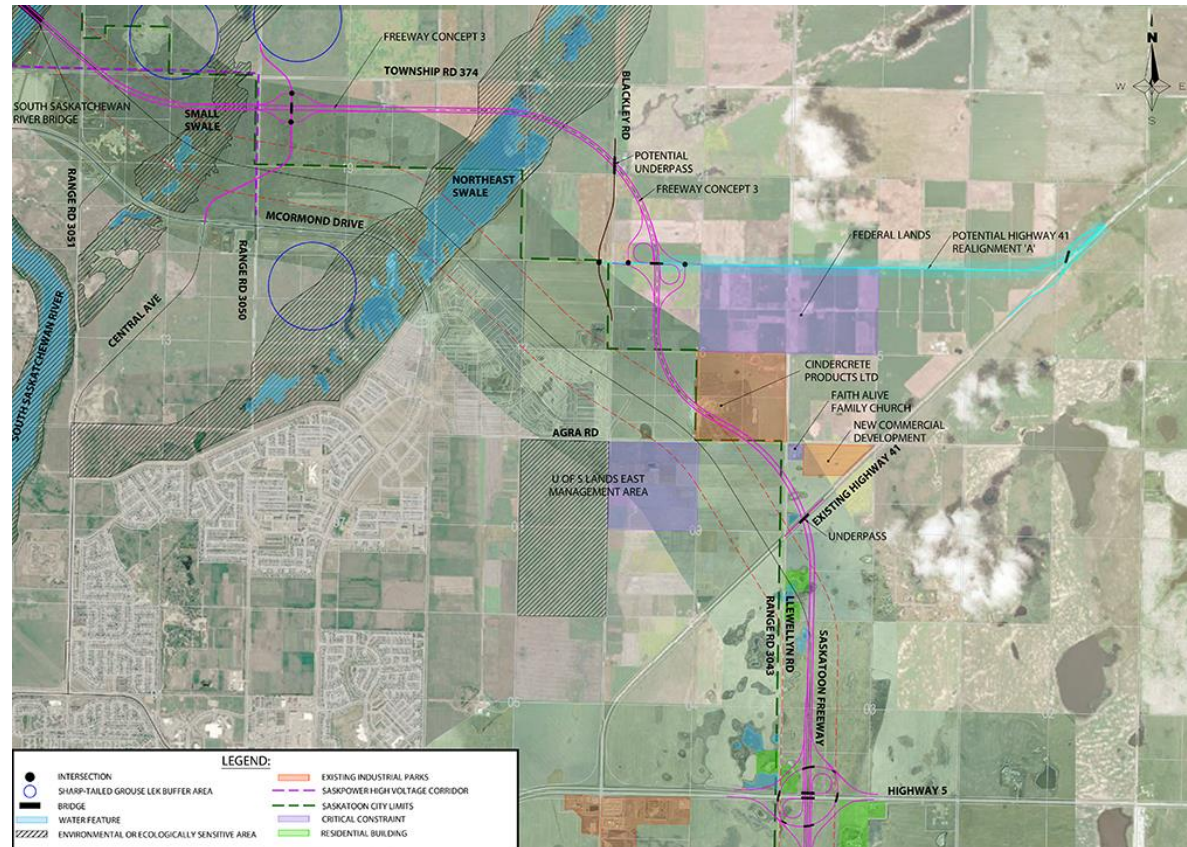 FREEWAY CONCEPT 3
TOWNSHIP RD 374
N
W
E
S
SOUTH SASKATCHEWAN
RIVER BRIDGE
SMALL
SWALE
BLACKLEY RD
POTENTIAL
UNDERPASS
NORTHEAST
SWALE
FREEWAY CONCEPT 3
RANGE RD 3051
MCORMOND DRIVE
RANGE RD 3050
FEDERAL LANDS
POTENTIAL HIGHWAY 41
REALIGNMENT 'A'
CENTRAL AVE
SOUTH SASKATCHEWAN RIVER
CINDERCRETE
PRODUCTS LTD
FAITH ALIVE
FAMILY CHURCH
NEW COMMERCIAL
DEVELOPMENT
AGRA RD
U OF S LANDS EAST
MANAGEMENT AREA
EXISTING HIGHWAY 41
UNDERPASS
RANGE RD 3043
LLEWELLYN RD
SASKATOON FREEWAY
HIGHWAY 5
LEGEND:
INTERSECTION
SHARP-TAILED GROUSE LEK BUFFER AREA
BRIDGE
WATER FEATURE
ENVIRONMENTAL OR ECOLOGICALLY SENSITIVE AREA
EXISTING INDUSTRIAL PARKS
SASKPOWER HIGH VOLTAGE CORRIDOR
SASKATOON CITY LIMITS
CRITICAL CONSTRAINT
RESIDENTIAL BUILDING